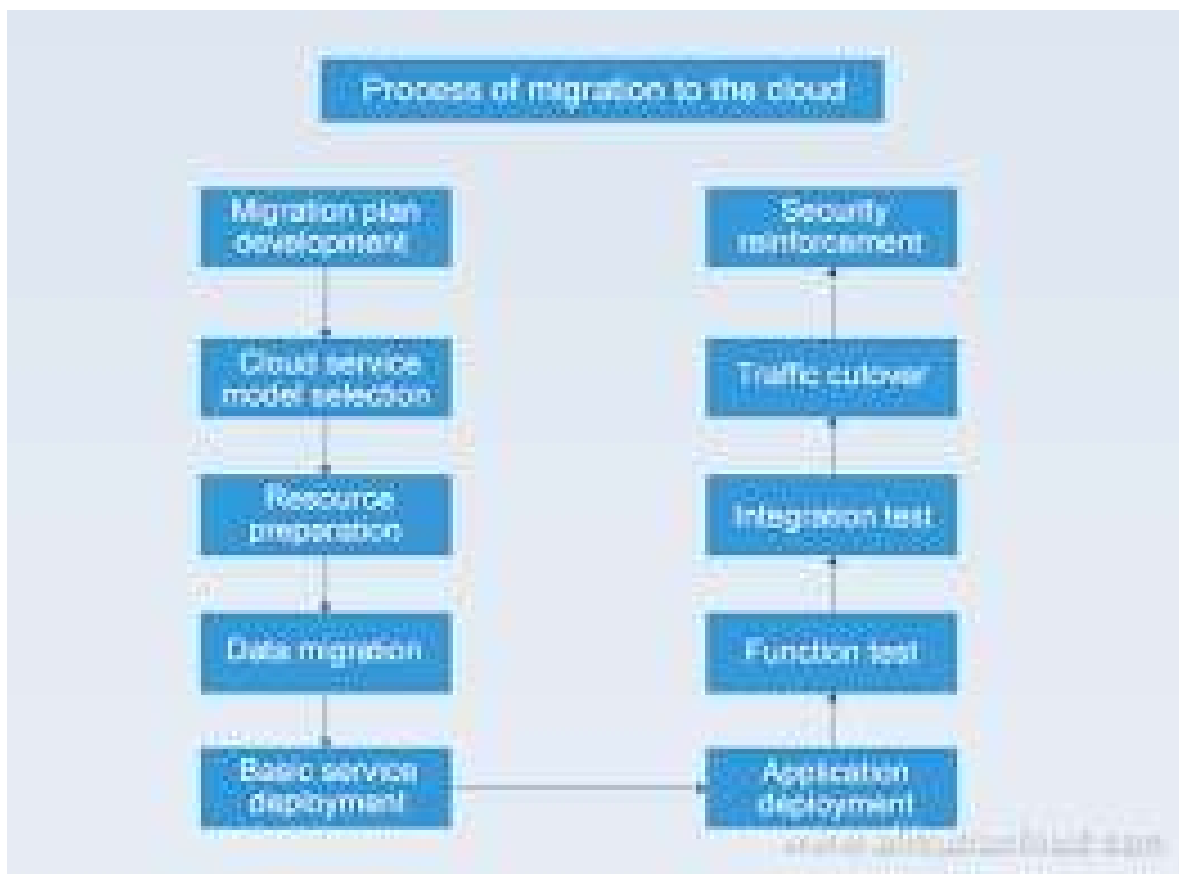 Process of migration to the cloud
Migration plan
development
Cloud service
model selection
Resource
preparation
Data migration
Basic service
deployment
Application
deployment
Function test
Integration test
Traffic cutover
Security
reinforcement